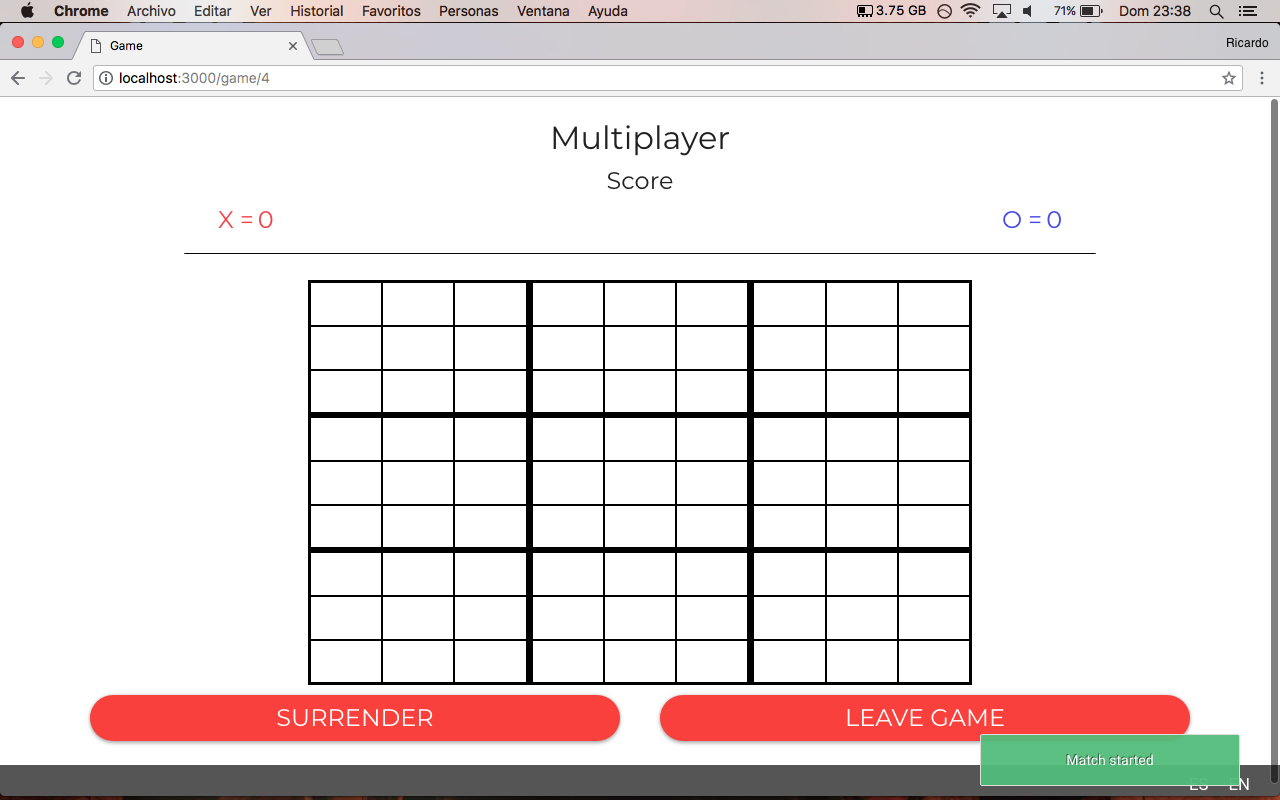 Chrome Archivo Editar Ver Historial Favoritos Personas Ventana Ayuda 3.75 GB 71% Dom 23:38
Game
Ricardo
localhost:3000/game/4
Multiplayer
Score
X = 0 O = 0
SURRENDER LEAVE GAME
Match started
ES EN